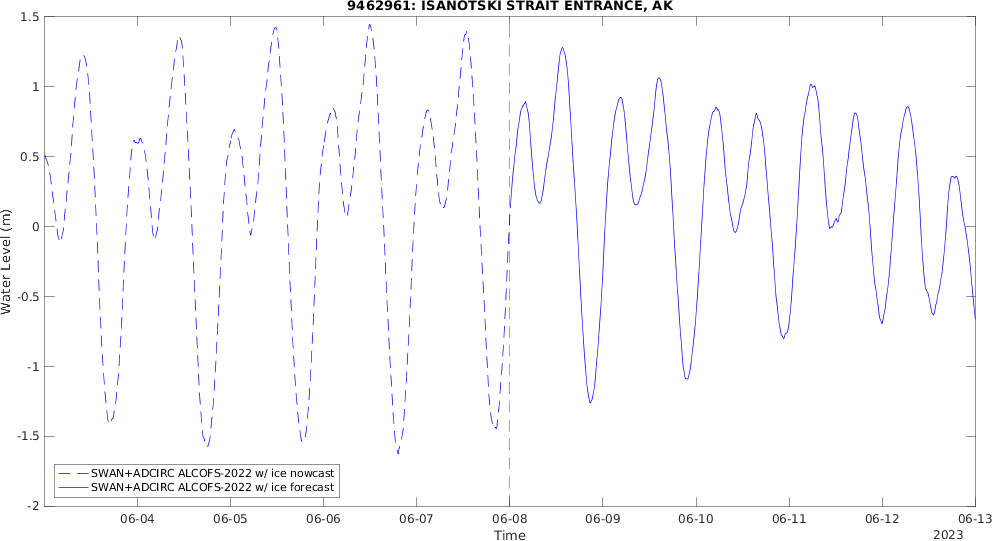 9462961: ISANOTSKI STRAIT ENTRANCE, AK
1.5
1
0.5
0
-0.5
-1
-1.5
-2
Water Level (m)
SWAN+ADCIRC ALCOFS-2022 w/ ice nowcast
SWAN+ADCIRC ALCOFS-2022 w/ ice forecast
06-04 06-05 06-06 06-07 06-08 06-09 06-10 06-11 06-12 06-13
Time
2023